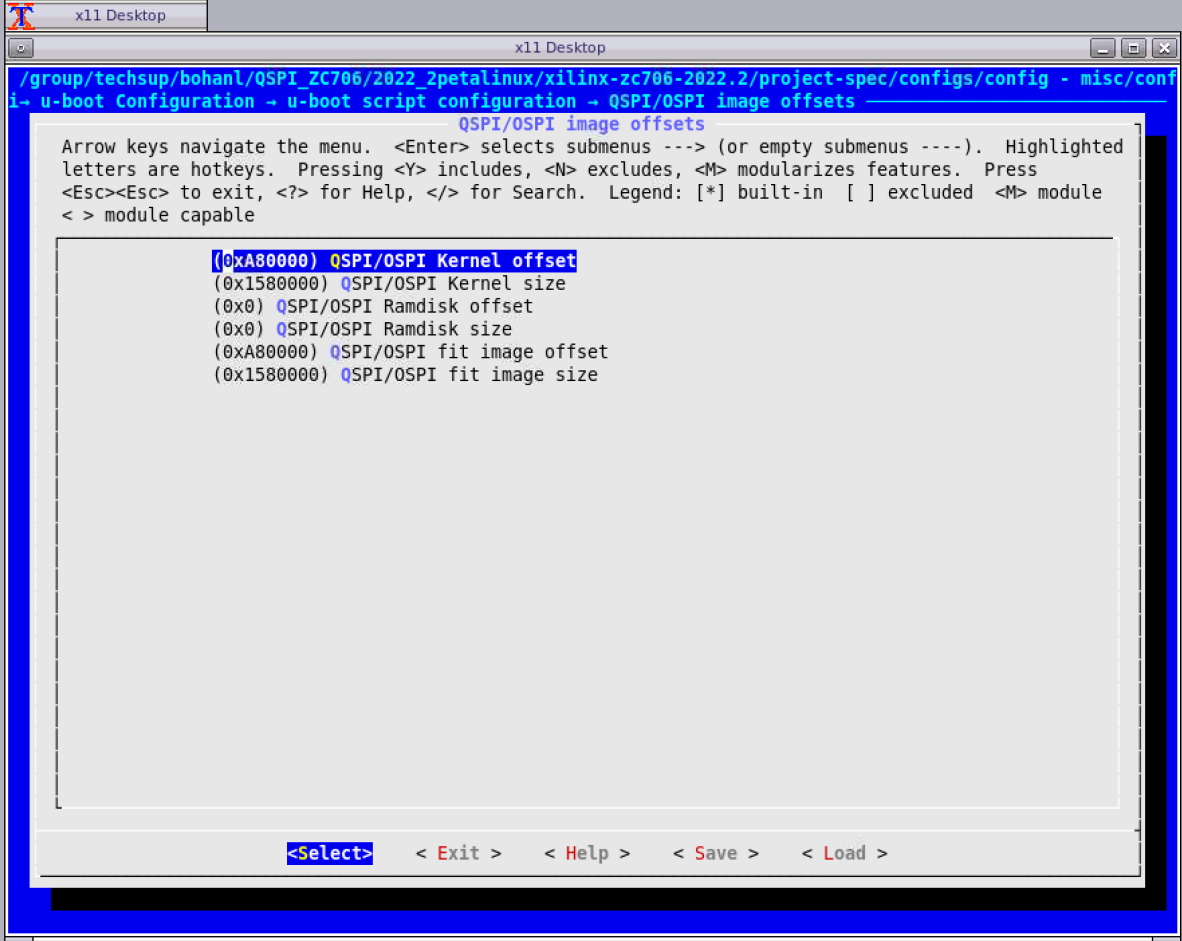 x11 Desktop
x11 Desktop
/group/techsup/bohanl/QSPI_ZC706/2022_2petalinux/xilinx-zc706-2022.2/project-spec/configs/config - misc/conf
i→ u-boot Configuration → u-boot script configuration → QSPI/OSPI image offsets
QSPI/OSPI image offsets
Arrow keys navigate the menu.  <Enter> selects submenus ---> (or empty submenus ----).  Highlighted
letters are hotkeys.  Pressing <Y> includes, <N> excludes, <M> modularizes features.  Press
<Esc><Esc> to exit, <?> for Help, </> for Search.  Legend: [*] built-in  [ ] excluded  <M> module
< > module capable
(0xA80000) QSPI/OSPI Kernel offset
(0x1580000) QSPI/OSPI Kernel size
(0x0) QSPI/OSPI Ramdisk offset
(0x0) QSPI/OSPI Ramdisk size
(0xA80000) QSPI/OSPI fit image offset
(0x1580000) QSPI/OSPI fit image size
<Select>    < Exit >    < Help >    < Save >    < Load >